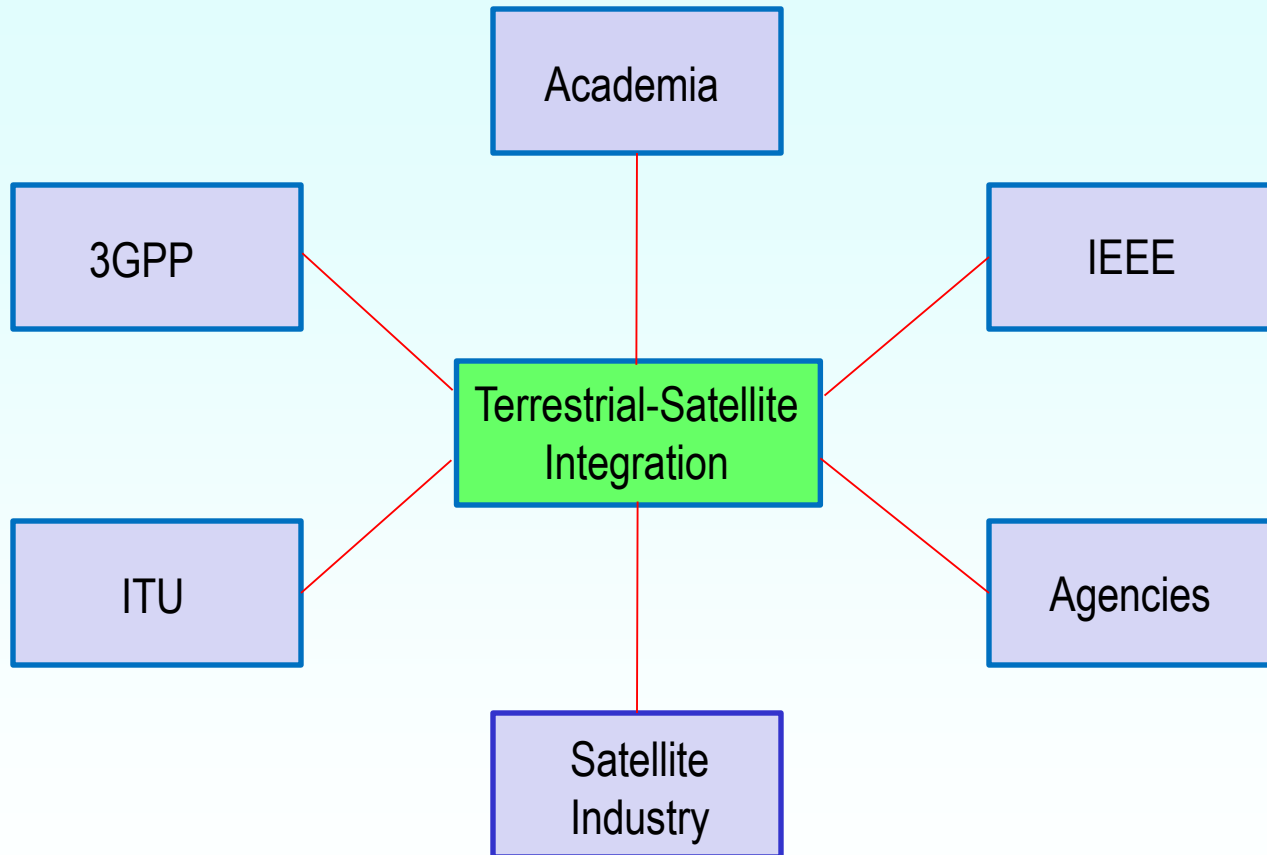 Academia
3GPP
IEEE
Terrestrial-Satellite
Integration
ITU
Agencies
Satellite
Industry